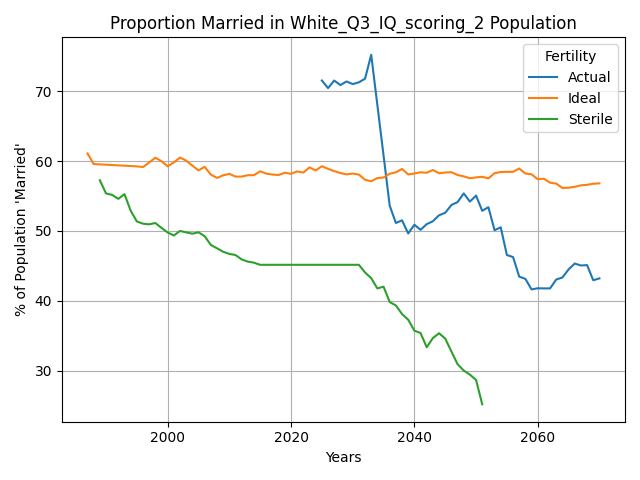 Proportion Married in White_Q3_IQ_scoring_2 Population
% of Population 'Married'
70
60
50
40
30
Fertility
Actual
Ideal
Sterile
2000
2020
2040
2060
Years